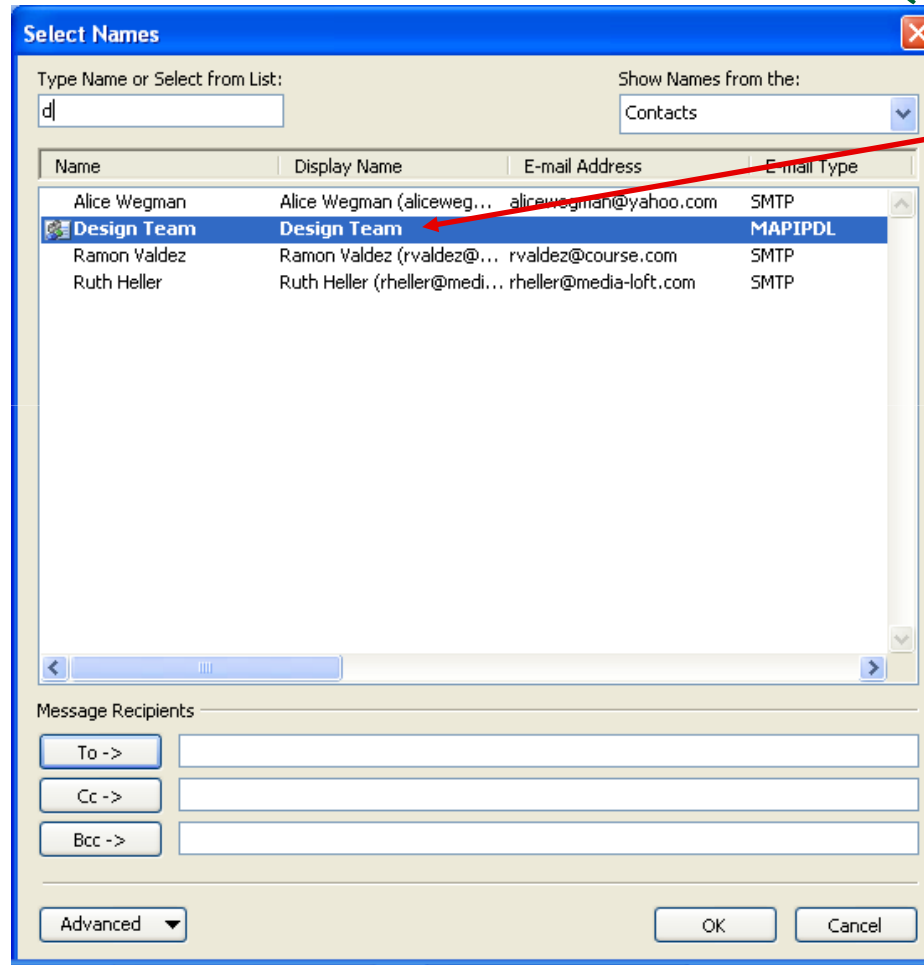 Select Names
Type Name or Select from List: Show Names from the:
d Contacts
Name Display Name E-mail Address E-mail Type
Alice Wegman Alice Wegman (aliceweg... alicewegman@yahoo.com SMTP
Design Team Design Team MAPIPDL
Ramon Valdez Ramon Valdez (rvaldez@... rvaldez@course.com SMTP
Ruth Heller Ruth Heller (rheller@medi... rheller@media-loft.com SMTP
Message Recipients
To ->
Cc ->
Bcc ->
Advanced OK Cancel